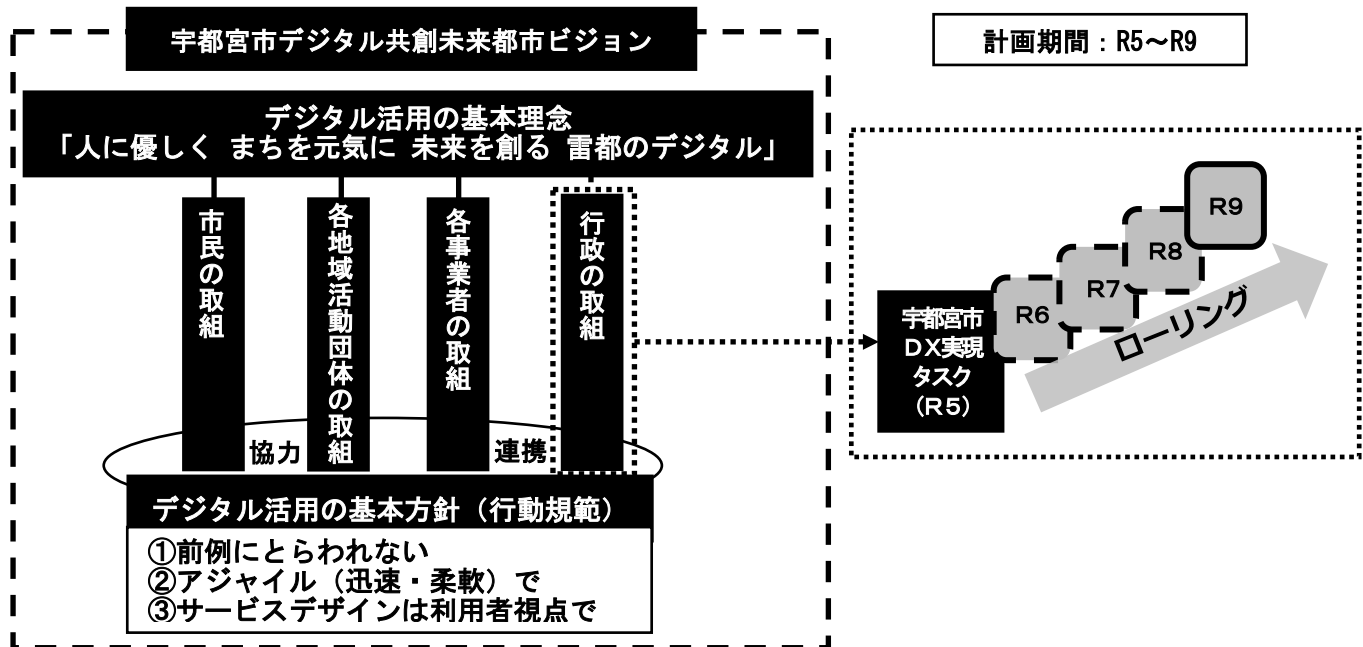 宇都宮市デジタル共創未来都市ビジョン
計画期間：R5～R9
デジタル活用の基本理念
「人に優しく まちを元気に 未来を創る 雷都のデジタル」
市民の取組
各地域活動団体の取組
各事業者の取組
行政の取組
協力
連携
デジタル活用の基本方針（行動規範）
①前例にとらわれない
②アジャイル（迅速・柔軟）で
③サービスデザインは利用者視点で
宇都宮市
ＤＸ実現
タスク
（Ｒ５）
Ｒ６
Ｒ７
Ｒ８
Ｒ９
ローリング